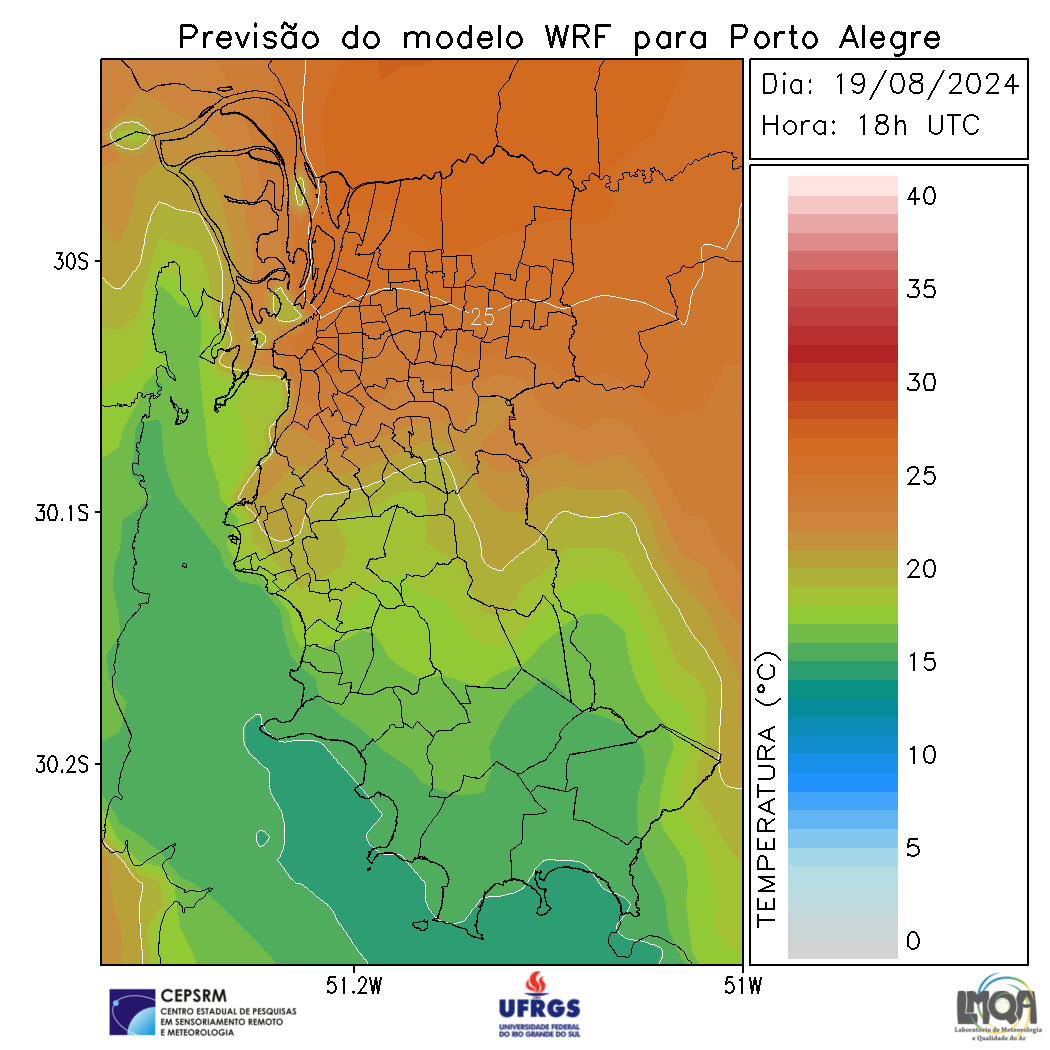 Previsão do modelo WRF para Porto Alegre
Dia: 19/08/2024
Hora: 18h UTC
30S
30.1S
30.2S
51.2W
51W
25
TEMPERATURA (°C)
40
35
30
25
20
15
10
5
0
CEPSRM
CENTRO ESTADUAL DE PESQUISAS
EM SENSORIAMENTO REMOTO
E METEOROLOGIA
UFRGS
UNIVERSIDADE FEDERAL
DO RIO GRANDE DO SUL
LMQA
Laboratório de Meteorologia
e Qualidade do Ar